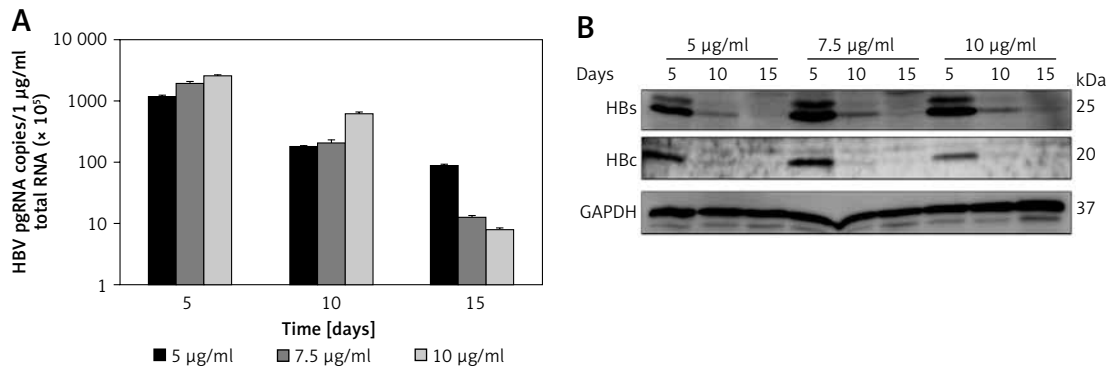 A
HBV pgRNA copies/1 µg/ml
total RNA (× 10⁵)
10 000
1000
100
10
1
5 10 15
Time [days]
5 µg/ml 7.5 µg/ml 10 µg/ml
B
5 µg/ml 7.5 µg/ml 10 µg/ml
Days 5 10 15 5 10 15 5 10 15 kDa
HBs 25
HBc 20
GAPDH 37